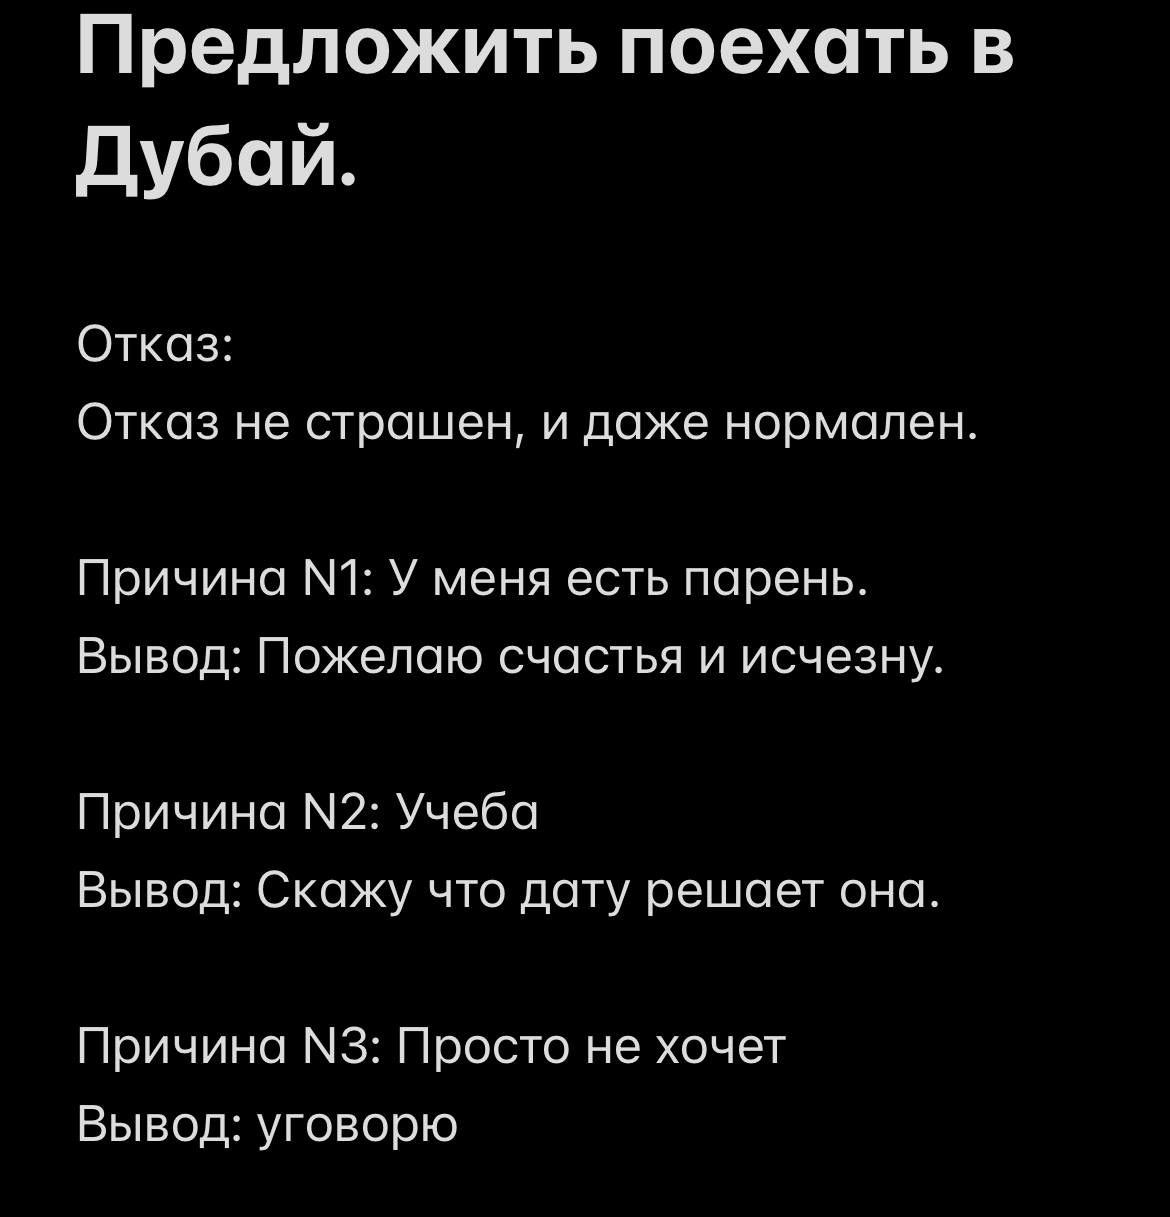 Предложить поехать в
Дубай.
Отказ:
Отказ не страшен, и даже нормален.
Причина N1: У меня есть парень.
Вывод: Пожелаю счастья и исчезну.
Причина N2: Учеба
Вывод: Скажу что дату решает она.
Причина N3: Просто не хочет
Вывод: уговорю